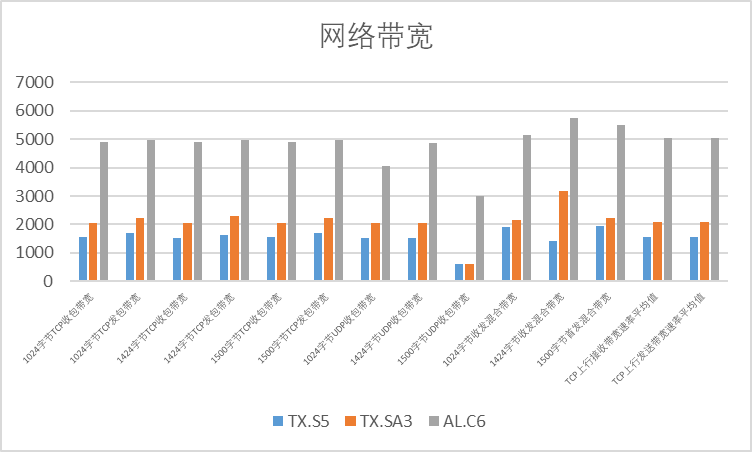 网络带宽
7000
6000
5000
4000
3000
2000
1000
0
1024字节TCP收包带宽
1024字节TCP发包带宽
1424字节TCP收包带宽
1424字节TCP发包带宽
1500字节TCP收包带宽
1500字节TCP发包带宽
1024字节UDP收包带宽
1424字节UDP收包带宽
1500字节UDP收包带宽
1024字节收发混合带宽
1424字节收发混合带宽
1500字节首发混合带宽
TCP上行接收带宽速率平均值
TCP上行发送带宽速率平均值
TX.S5 TX.SA3 AL.C6